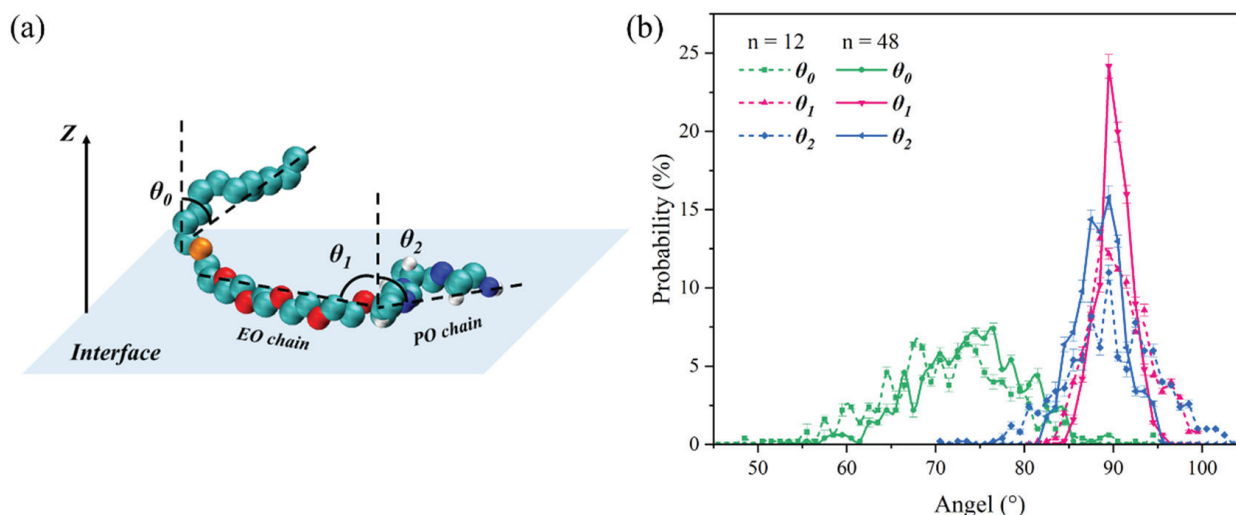 (a)
Z
θ0
θ1
θ2
EO chain
PO chain
Interface
(b)
n = 12 n = 48
θ0 θ0
θ1 θ1
θ2 θ2
25
20
15
10
5
0
Probability (%)
50 60 70 80 90 100
Angel (°)